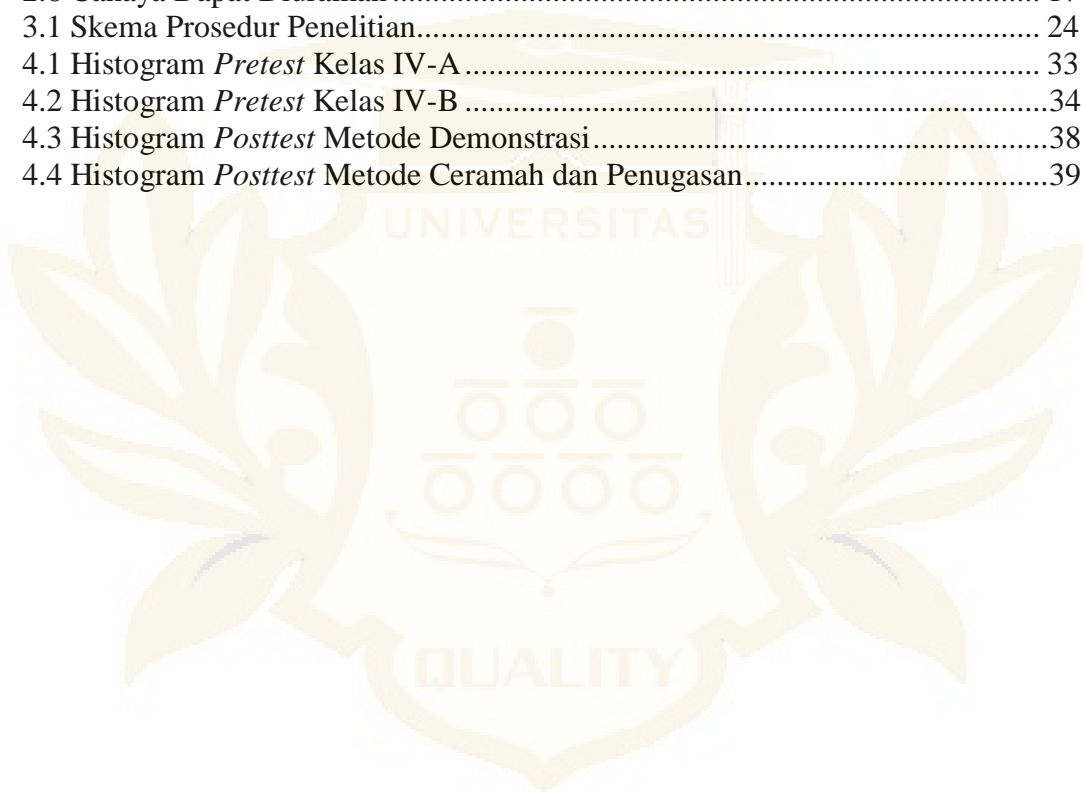 3.1 Skema Prosedur Penelitian.............................................................................. 24
4.1 Histogram Pretest Kelas IV-A........................................................................ 33
4.2 Histogram Pretest Kelas IV-B.........................................................................34
4.3 Histogram Posttest Metode Demonstrasi.........................................................38
4.4 Histogram Posttest Metode Ceramah dan Penugasan.....................................39
UNIVERSITAS
QUALITY